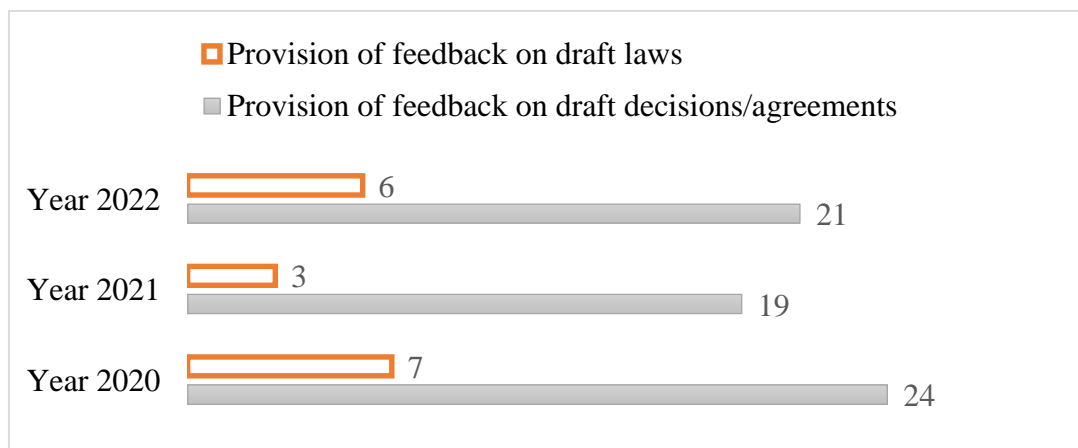 Provision of feedback on draft laws
Provision of feedback on draft decisions/agreements
Year 2022
6
21
Year 2021
3
19
Year 2020
7
24